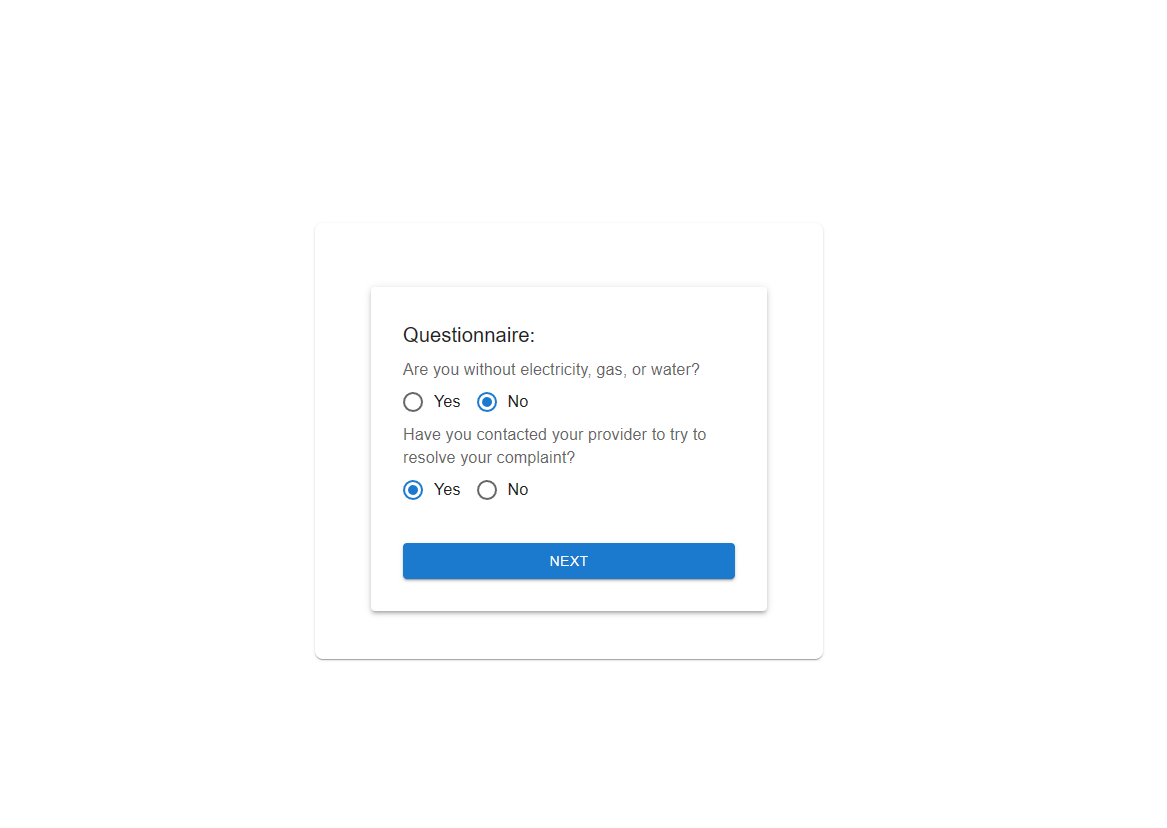 Questionnaire:
Are you without electricity, gas, or water?
Yes No
Have you contacted your provider to try to
resolve your complaint?
Yes No
NEXT